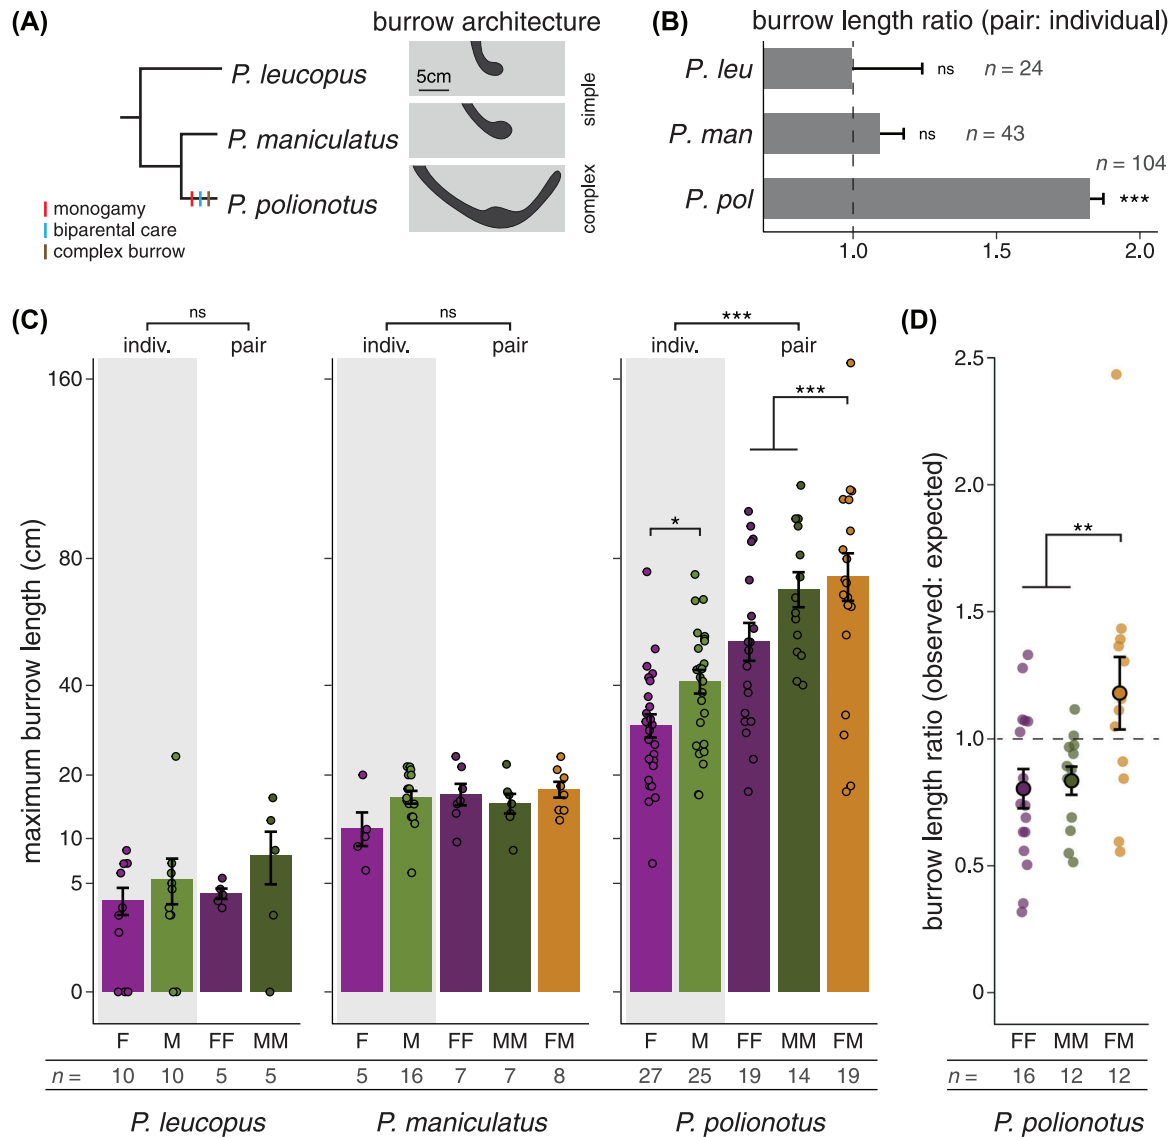 (A)
burrow architecture
P. leucopus
P. maniculatus
P. polionotus
5cm
simple
complex
monogamy
biparental care
complex burrow
(B)
burrow length ratio (pair: individual)
P. leu
ns
n = 24
P. man
ns
n = 43
n = 104
P. pol
***
1.0
1.5
2.0
(C)
ns
indiv.
pair
ns
indiv.
pair
***
indiv.
pair
***
*
maximum burrow length (cm)
160
80
40
20
10
5
0
F M FF MM
F M FF MM FM
F M FF MM FM
n = 10 10 5 5
5 16 7 7 8
27 25 19 14 19
P. leucopus
P. maniculatus
P. polionotus
(D)
burrow length ratio (observed: expected)
2.5
2.0
1.5
1.0
0.5
0
**
FF MM FM
n = 16 12 12
P. polionotus